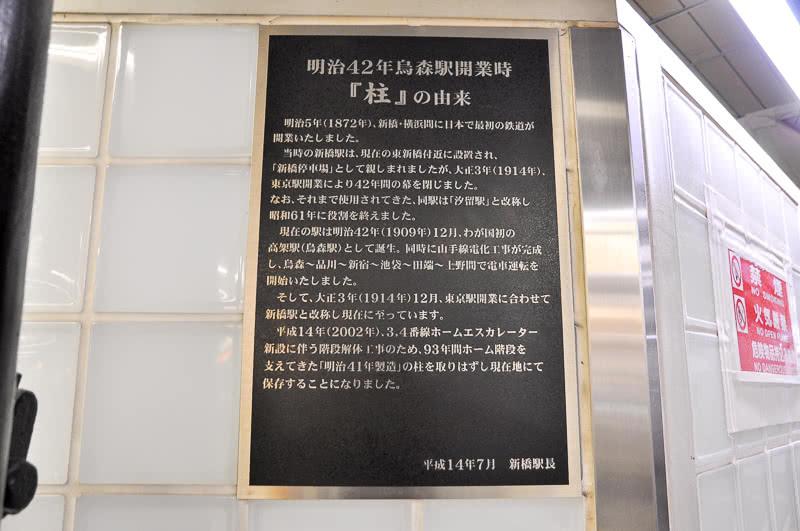 明治42年烏森駅開業時
『柱』の由来
明治5年(1872年)、新橋・横浜間に日本で最初の鉄道が
開業いたしました。
当時の新橋駅は、現在の東新橋付近に設置され、
「新橋停車場」として親しまれましたが、大正3年(1914年)、
東京駅開業により42年間の幕を閉じました。
なお、それまで使用されてきた、同駅は「汐留駅」と改称し
昭和61年に役割を終えました。
現在の駅は明治42年(1909年)12月、わが国初の
高架駅(烏森駅)として誕生。同時に山手線電化工事が完成
し、烏森〜品川〜新宿〜池袋〜田端〜上野間で電車運転を
開始いたしました。
そして、大正3年(1914年)12月、東京駅開業に合わせて
新橋駅と改称し現在に至っています。
平成14年(2002年)、3,4番線ホームエスカレーター
新設に伴う階段解体工事のため、93年間ホーム階段を
支えてきた「明治41年製造」の柱を取りはずし現在地にて
保存することになりました。
平成14年7月 新橋駅長
禁煙
NO SMOKING
火気厳禁
NO OPEN
危険物品持込
NO DANGEROUS